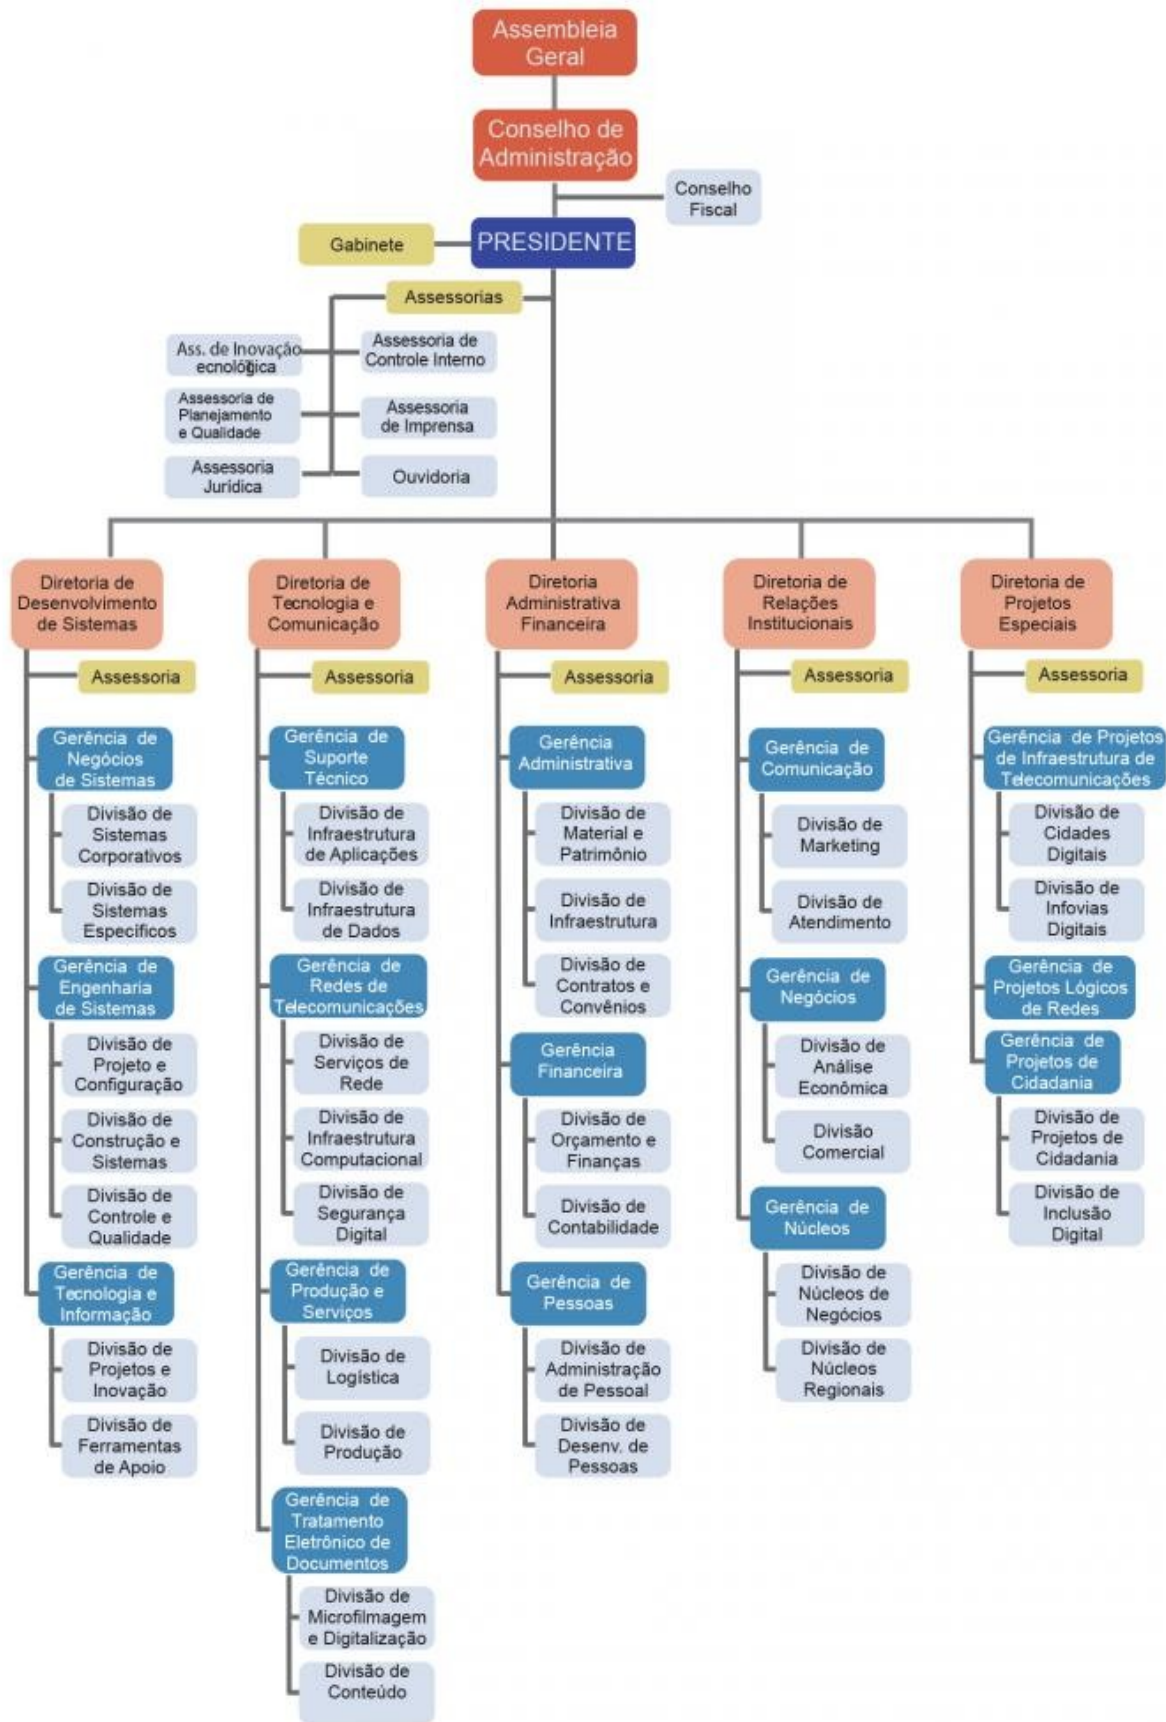 Assembleia
Geral
Conselho de
Administração
Conselho
Fiscal
Gabinete
PRESIDENTE
Assessorias
Ass. de Inovação
ecnológica
Assessoria de
Controle Interno
Assessoria de
Planejamento
e Qualidade
Assessoria
de Imprensa
Assessoria
Jurídica
Ouvidoria
Diretoria de
Desenvolvimento
de Sistemas
Assessoria
Gerência de
Negócios
de Sistemas
Divisão de
Sistemas
Corporativos
Divisão de
Sistemas
Específicos
Gerência de
Engenharia
de Sistemas
Divisão de
Projeto e
Configuração
Divisão de
Construção e
Sistemas
Divisão de
Controle e
Qualidade
Gerência de
Tecnologia e
Informação
Divisão de
Projetos e
Inovação
Divisão de
Ferramentas
de Apoio
Diretoria de
Tecnologia e
Comunicação
Assessoria
Gerência de
Suporte
Técnico
Divisão de
Infraestrutura
de Aplicações
Divisão de
Infraestrutura
de Dados
Gerência de
Redes de
Telecomunicações
Divisão de
Serviços de
Rede
Divisão de
Infraestrutura
Computacional
Divisão de
Segurança
Digital
Gerência de
Produção e
Serviços
Divisão de
Logística
Divisão de
Produção
Gerência de
Tratamento
Eletrônico de
Documentos
Divisão de
Microfilmagem
e Digitalização
Divisão de
Conteúdo
Diretoria
Administrativa
Financeira
Assessoria
Gerência
Administrativa
Divisão de
Material e
Patrimônio
Divisão de
Infraestrutura
Divisão de
Contratos e
Convênios
Gerência
Financeira
Divisão de
Orçamento e
Finanças
Divisão de
Contabilidade
Gerência de
Pessoas
Divisão de
Administração
de Pessoal
Divisão de
Desenv. de
Pessoas
Diretoria de
Relações
Institucionais
Assessoria
Gerência de
Comunicação
Divisão de
Marketing
Divisão de
Atendimento
Gerência de
Negócios
Divisão de
Análise
Econômica
Divisão
Comercial
Gerência de
Núcleos
Divisão de
Núcleos de
Negócios
Divisão de
Núcleos
Regionais
Diretoria de
Projetos
Especiais
Assessoria
Gerência de Projetos
de Infraestrutura de
Telecomunicações
Divisão de
Cidades
Digitais
Divisão de
Infovias
Digitais
Gerência de
Projetos Lógicos
de Redes
Gerência de
Projetos de
Cidadania
Divisão de
Projetos de
Cidadania
Divisão de
Inclusão
Digital